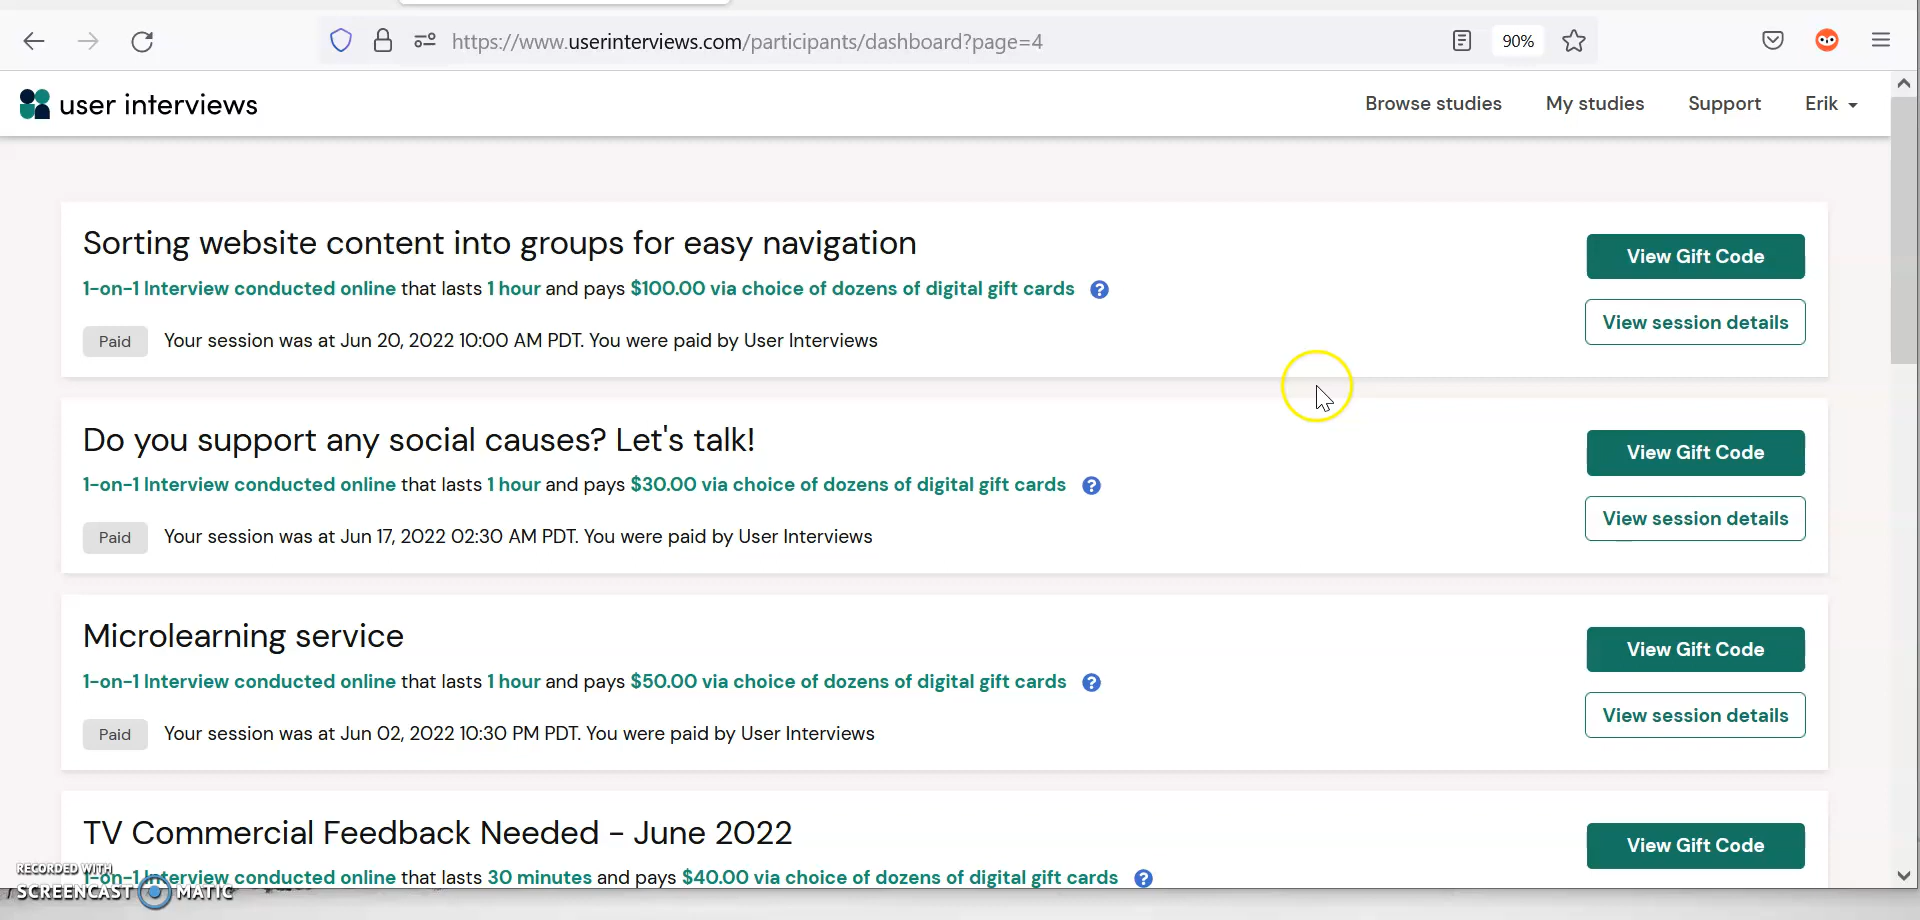 https://www.userinterviews.com/participants/dashboard?page=4
90%
user interviews
Browse studies
My studies
Support
Erik
Sorting website content into groups for easy navigation
1-on-1 Interview conducted online that lasts 1 hour and pays $100.00 via choice of dozens of digital gift cards ?
Paid Your session was at Jun 20, 2022 10:00 AM PDT. You were paid by User Interviews
View Gift Code
View session details
Do you support any social causes? Let's talk!
1-on-1 Interview conducted online that lasts 1 hour and pays $30.00 via choice of dozens of digital gift cards ?
Paid Your session was at Jun 17, 2022 02:30 AM PDT. You were paid by User Interviews
View Gift Code
View session details
Microlearning service
1-on-1 Interview conducted online that lasts 1 hour and pays $50.00 via choice of dozens of digital gift cards ?
Paid Your session was at Jun 02, 2022 10:30 PM PDT. You were paid by User Interviews
View Gift Code
View session details
TV Commercial Feedback Needed - June 2022
1-on-1 Interview conducted online that lasts 30 minutes and pays $40.00 via choice of dozens of digital gift cards ?
View Gift Code
RECORDED WITH
SCREENCAST MATIC